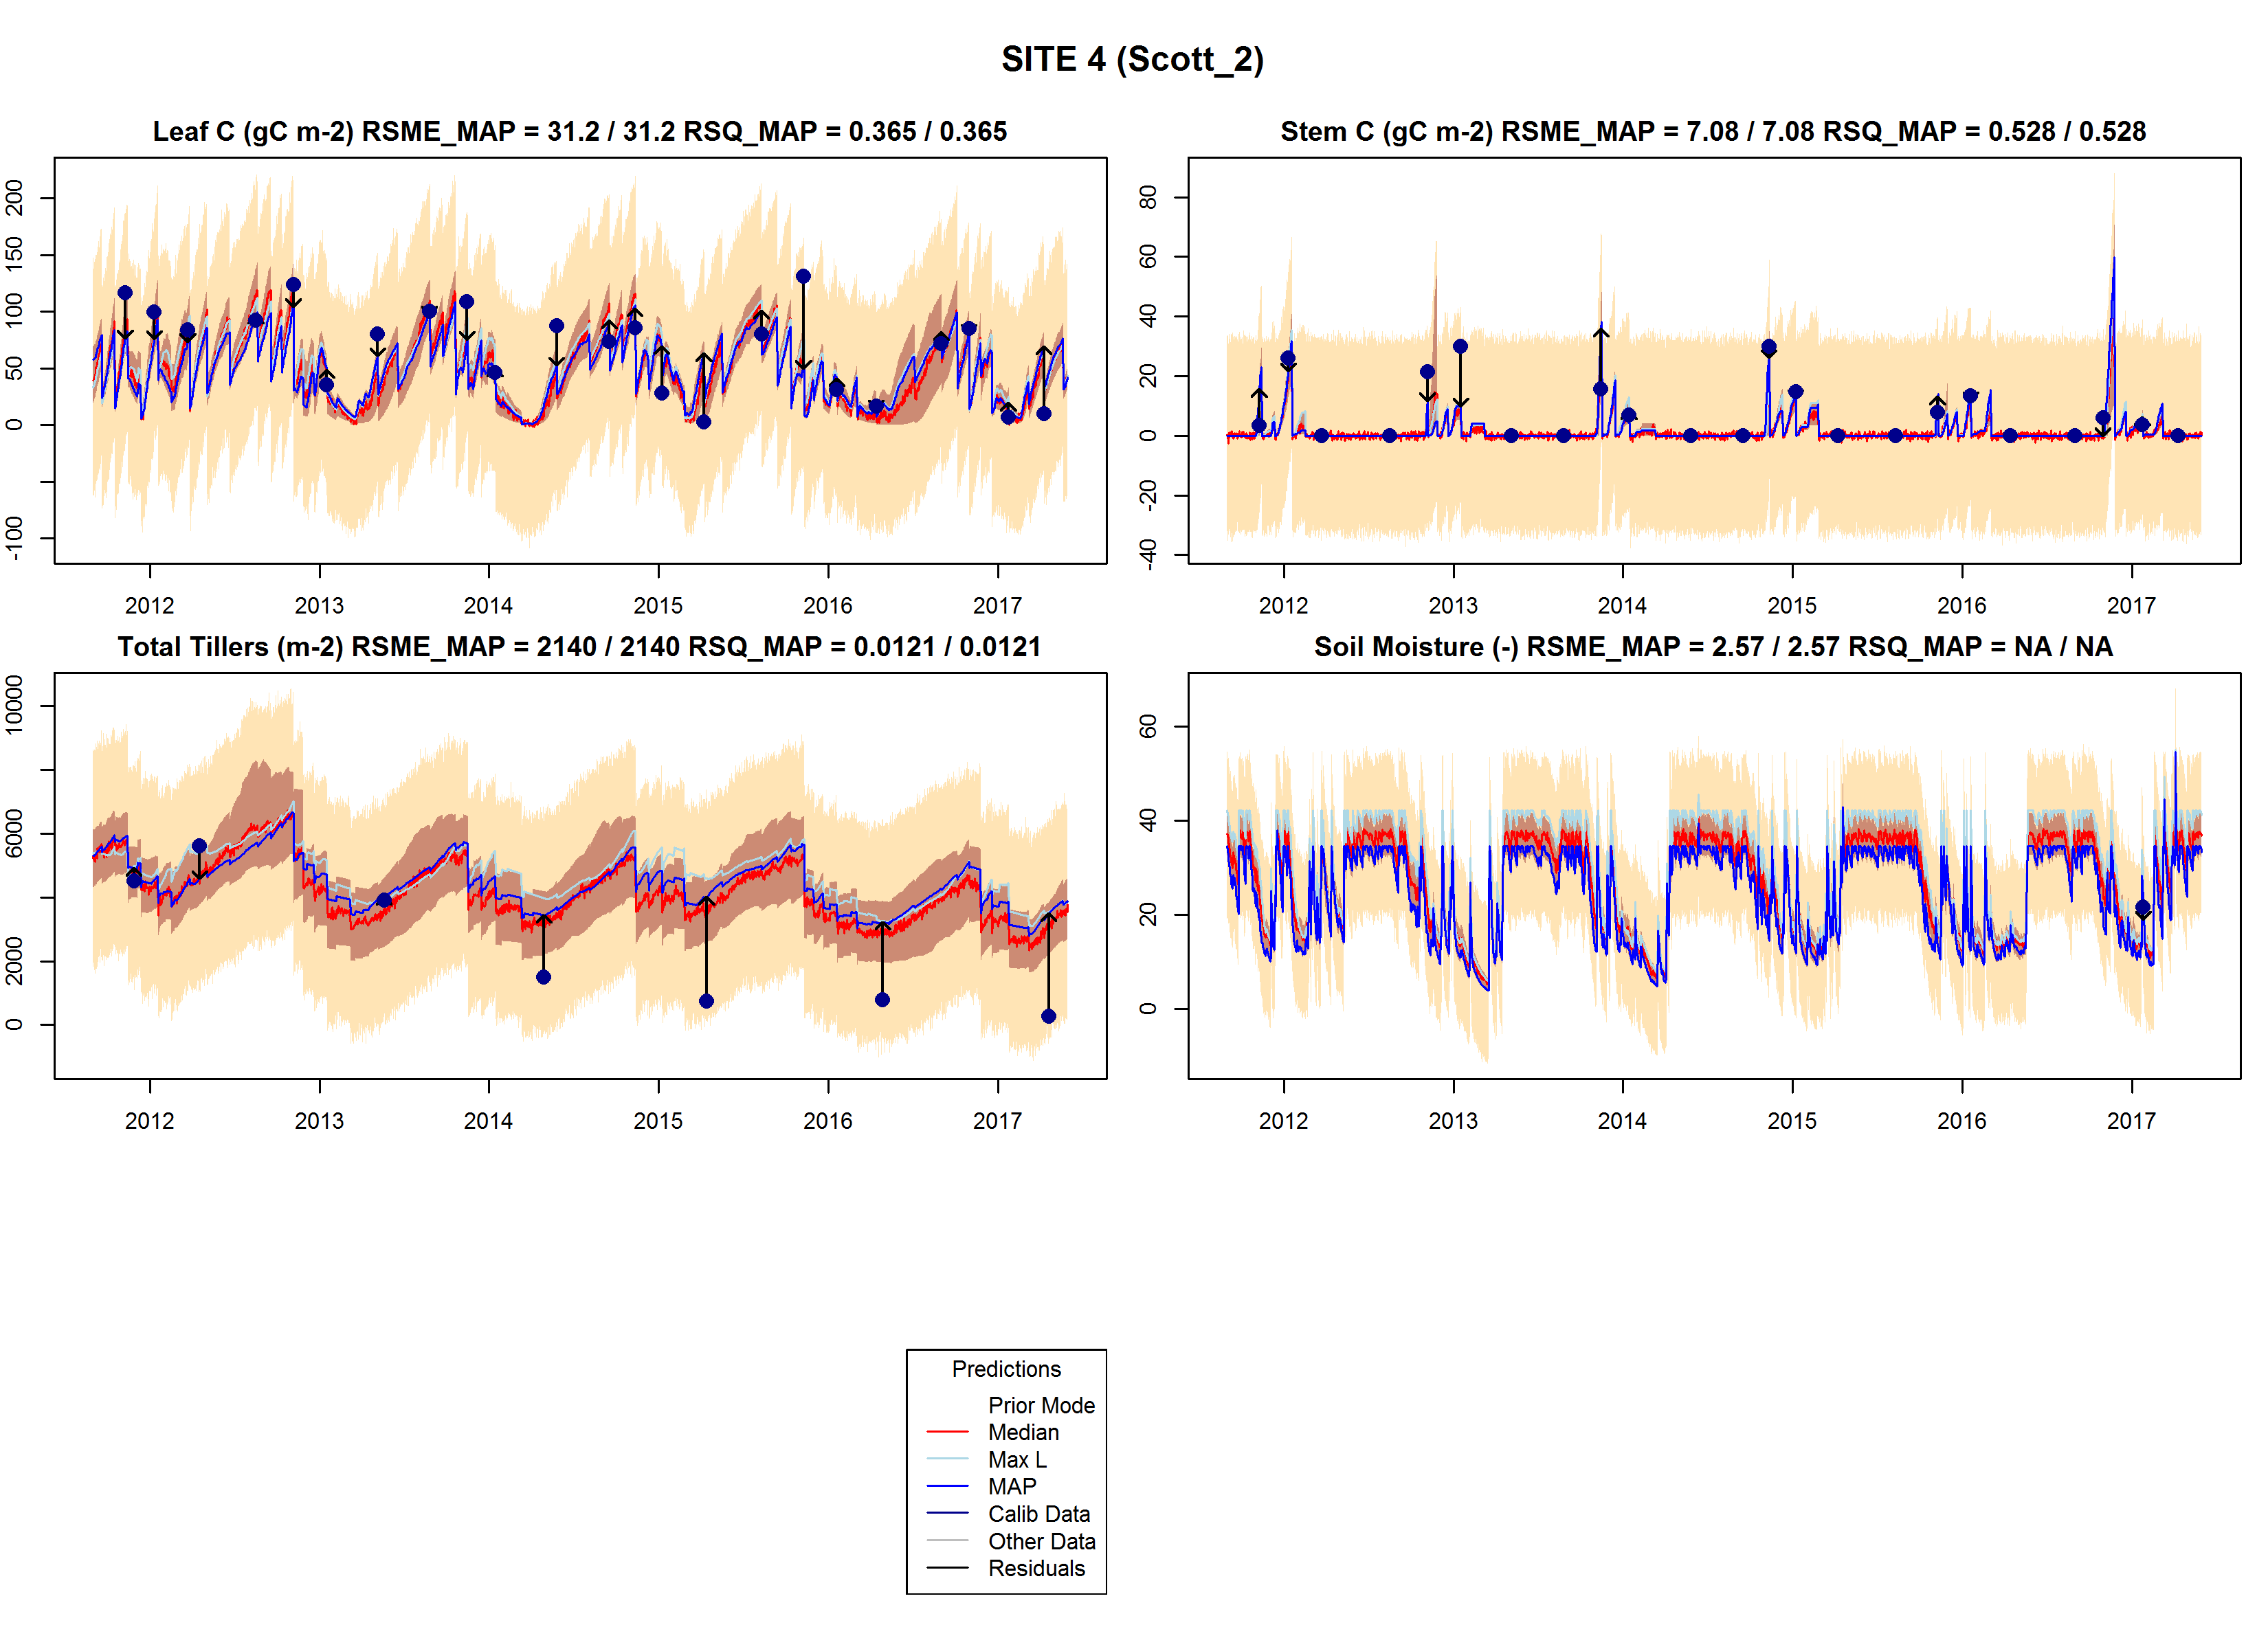 SITE 4 (Scott_2)
Leaf C (gC m-2) RSME_MAP = 31.2 / 31.2 RSQ_MAP = 0.365 / 0.365
200
150
100
50
0
-100
2012 2013 2014 2015 2016 2017
Stem C (gC m-2) RSME_MAP = 7.08 / 7.08 RSQ_MAP = 0.528 / 0.528
80
60
40
20
0
-20
-40
2012 2013 2014 2015 2016 2017
Total Tillers (m-2) RSME_MAP = 2140 / 2140 RSQ_MAP = 0.0121 / 0.0121
10000
6000
2000
0
2012 2013 2014 2015 2016 2017
Soil Moisture (-) RSME_MAP = 2.57 / 2.57 RSQ_MAP = NA / NA
60
40
20
0
2012 2013 2014 2015 2016 2017
Predictions
Prior Mode
Median
Max L
MAP
Calib Data
Other Data
Residuals